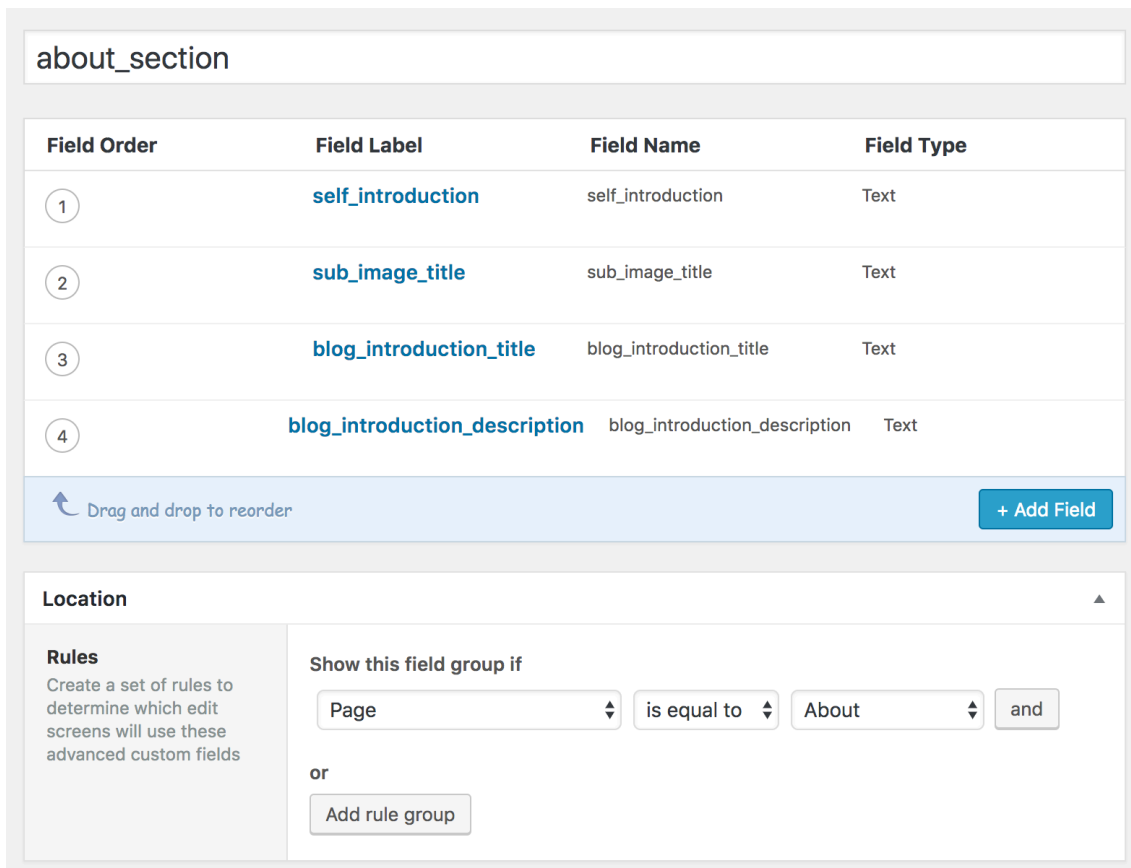 about_section
Field Order Field Label Field Name Field Type
1 self_introduction self_introduction Text
2 sub_image_title sub_image_title Text
3 blog_introduction_title blog_introduction_title Text
4 blog_introduction_description blog_introduction_description Text
Drag and drop to reorder + Add Field
Location
Rules
Create a set of rules to
determine which edit
screens will use these
advanced custom fields
Show this field group if
Page is equal to About and
or
Add rule group